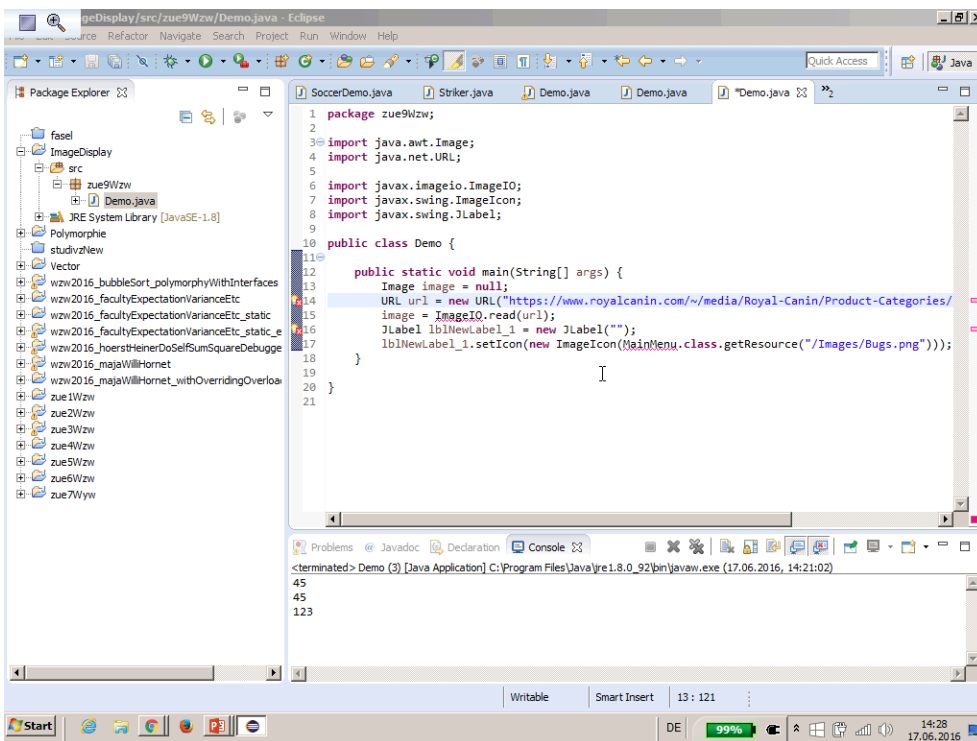 geDisplay/src/zue9Wzw/Demo.java - Eclipse
Source Refactor Navigate Search Project Run Window Help
Quick Access
Java
Package Explorer
fasel
ImageDisplay
src
zue9Wzw
Demo.java
JRE System Library [JavaSE-1.8]
Polymorphie
studivzNew
Vector
wzw2016_bubbleSort_polymorphyWithInterfaces
wzw2016_facultyExpectationVarianceEtc
wzw2016_facultyExpectationVarianceEtc_static
wzw2016_facultyExpectationVarianceEtc_static_e
wzw2016_hoerstHeinerDoSelfSumSquareDebugge
wzw2016_majaWilliHornet
wzw2016_majaWilliHornet_withOverridingOverloa
zue1Wzw
zue2Wzw
zue3Wzw
zue4Wzw
zue5Wzw
zue6Wzw
zue7Wyw
SoccerDemo.java Striker.java Demo.java Demo.java *Demo.java »2
1 package zue9Wzw;
2
3 import java.awt.Image;
4 import java.net.URL;
5
6 import javax.imageio.ImageIO;
7 import javax.swing.ImageIcon;
8 import javax.swing.JLabel;
9
10 public class Demo {
11
12 public static void main(String[] args) {
13 Image image = null;
14 URL url = new URL("https://www.royalcanin.com/~/media/Royal-Canin/Product-Categories/
15 image = ImageIO.read(url);
16 JLabel lblNewLabel_1 = new JLabel("");
17 lblNewLabel_1.setIcon(new ImageIcon(MainMenu.class.getResource("/Images/Bugs.png")));
18 }
19
20 }
21
Problems @ Javadoc Declaration Console
<terminated> Demo (3) [Java Application] C:\Program Files\Java\jre1.8.0_92\bin\javaw.exe (17.06.2016, 14:21:02)
45
45
123
Writable Smart Insert 13 : 121
Start DE 99% 14:28
17.06.2016